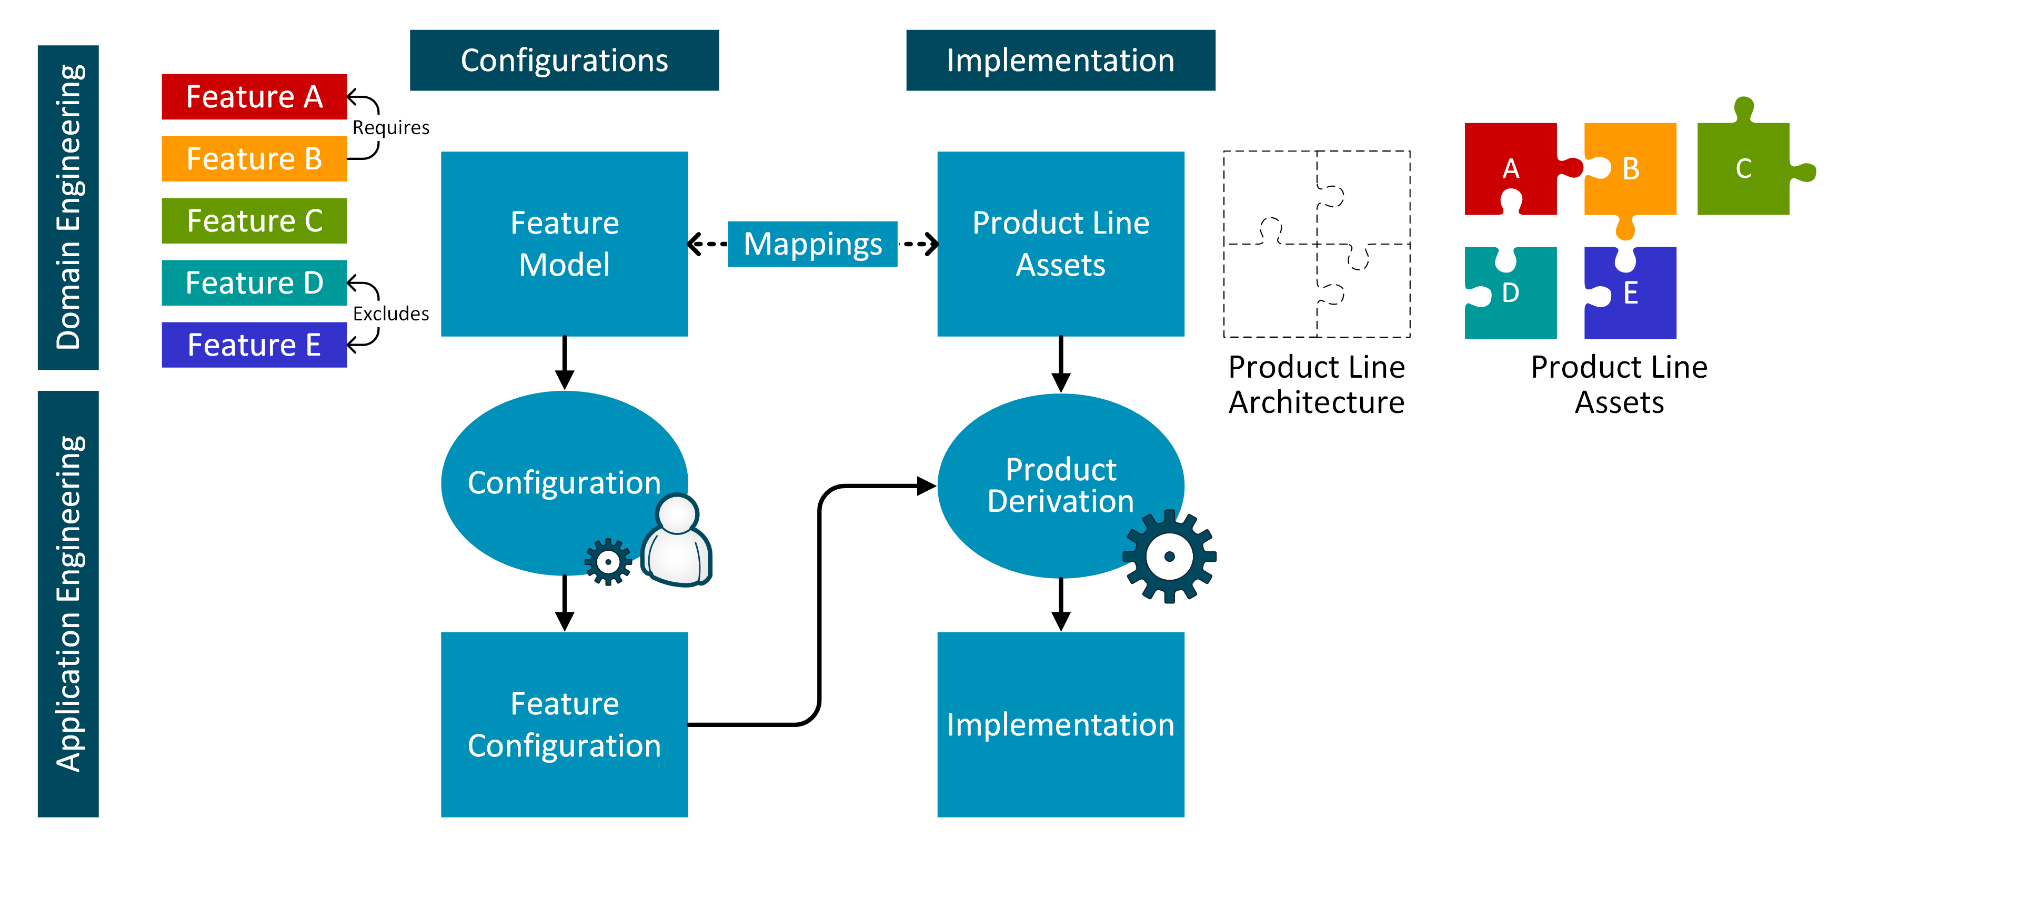 Configurations
Implementation
Domain Engineering
Feature A
Requires
Feature B
Feature C
Feature D
Excludes
Feature E
Feature
Model
Mappings
Product Line
Assets
A
B
C
D
E
Product Line
Architecture
Product Line
Assets
Application Engineering
Configuration
Product
Derivation
Feature
Configuration
Implementation